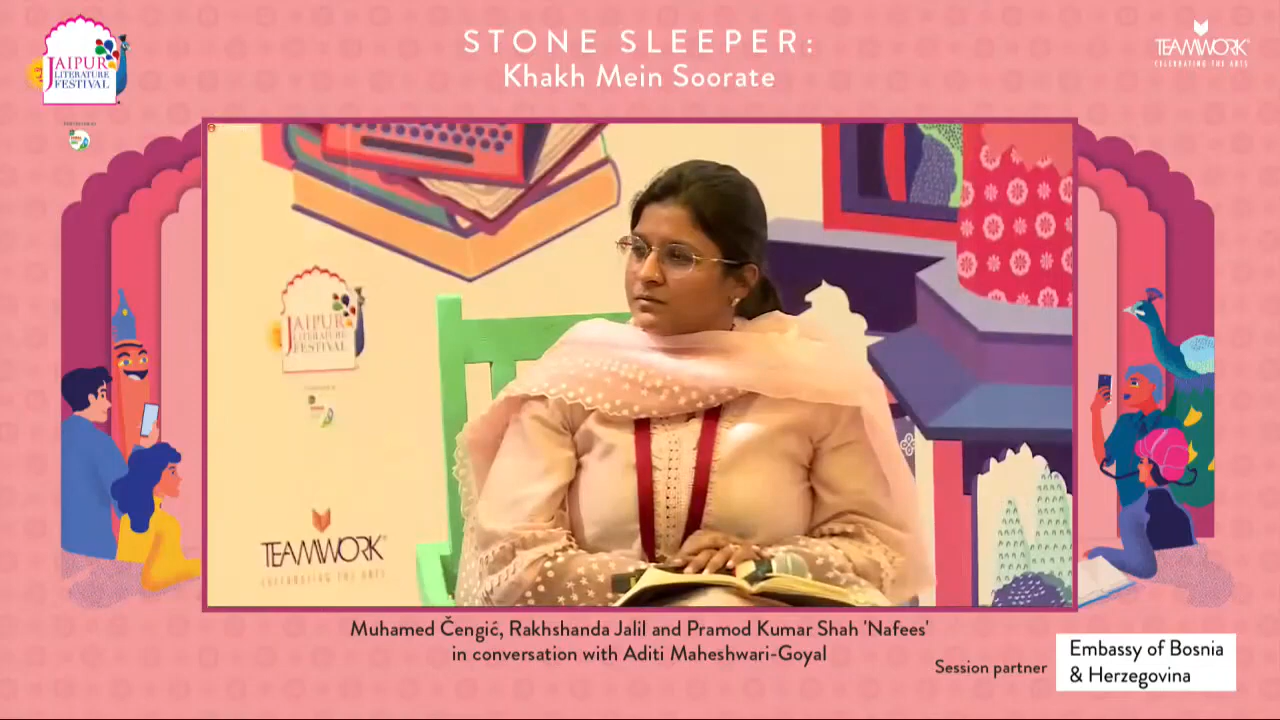 JAIPUR
LITERATURE
FESTIVAL
STONE SLEEPER:
Khakh Mein Soorate
TEAMWORK
CELEBRATING THE ARTS
JAIPUR
LITERATURE
FESTIVAL
TEAMWORK
CELEBRATING THE ARTS
Muhamed Čengić, Rakhshanda Jalil and Pramod Kumar Shah 'Nafees'
in conversation with Aditi Maheshwari-Goyal
Session partner
Embassy of Bosnia
& Herzegovina